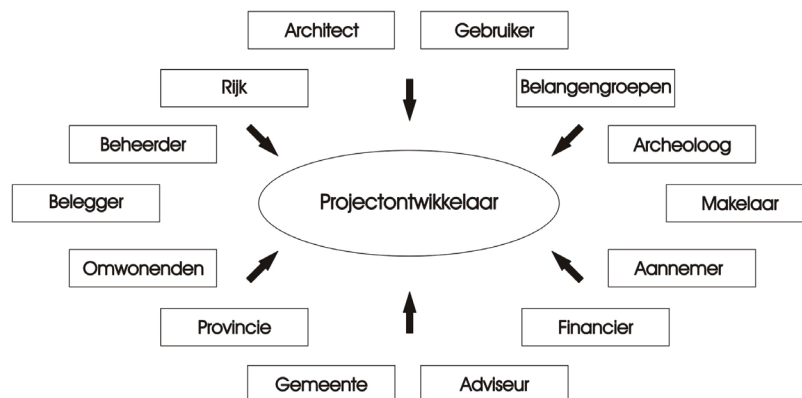 Architect
Gebruiker
Rijk
Belangengroepen
Beheerder
Archeoloog
Belegger
Projectontwikkelaar
Makelaar
Omwonenden
Aannemer
Provincie
Financier
Gemeente
Adviseur